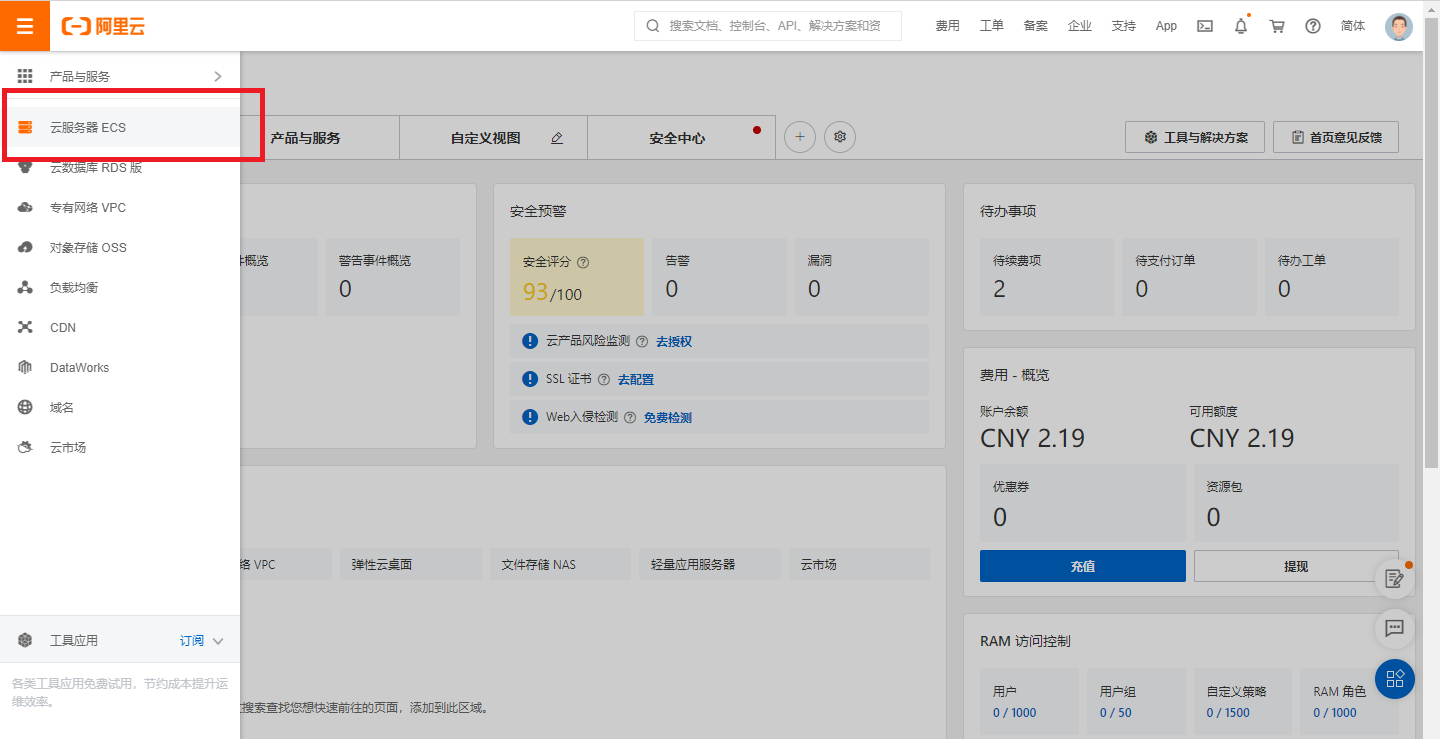 阿里云
搜索文档、控制台、API、解决方案和资
费用 工单 备案 企业 支持 App 简体
产品与服务
云服务器 ECS
云数据库 RDS 版
专有网络 VPC
对象存储 OSS
负载均衡
CDN
DataWorks
域名
云市场
工具应用 订阅
各类工具应用免费试用，节约成本提升运
维效率。
产品与服务 自定义视图 安全中心
工具与解决方案 首页意见反馈
件概览 警告事件概览
0
安全预警
安全评分 告警 漏洞
93/100 0 0
云产品风险监测 去授权
SSL 证书 去配置
Web入侵检测 免费检测
待办事项
待续费项 待支付订单 待办工单
2 0 0
费用 - 概览
账户余额 可用额度
CNY 2.19 CNY 2.19
优惠券 资源包
0 0
充值 提现
络 VPC 弹性云桌面 文件存储 NAS 轻量应用服务器 云市场
搜索查找您想快速前往的页面，添加到此区域。
RAM 访问控制
用户 用户组 自定义策略 RAM 角色
0 / 1000 0 / 50 0 / 1500 0 / 1000